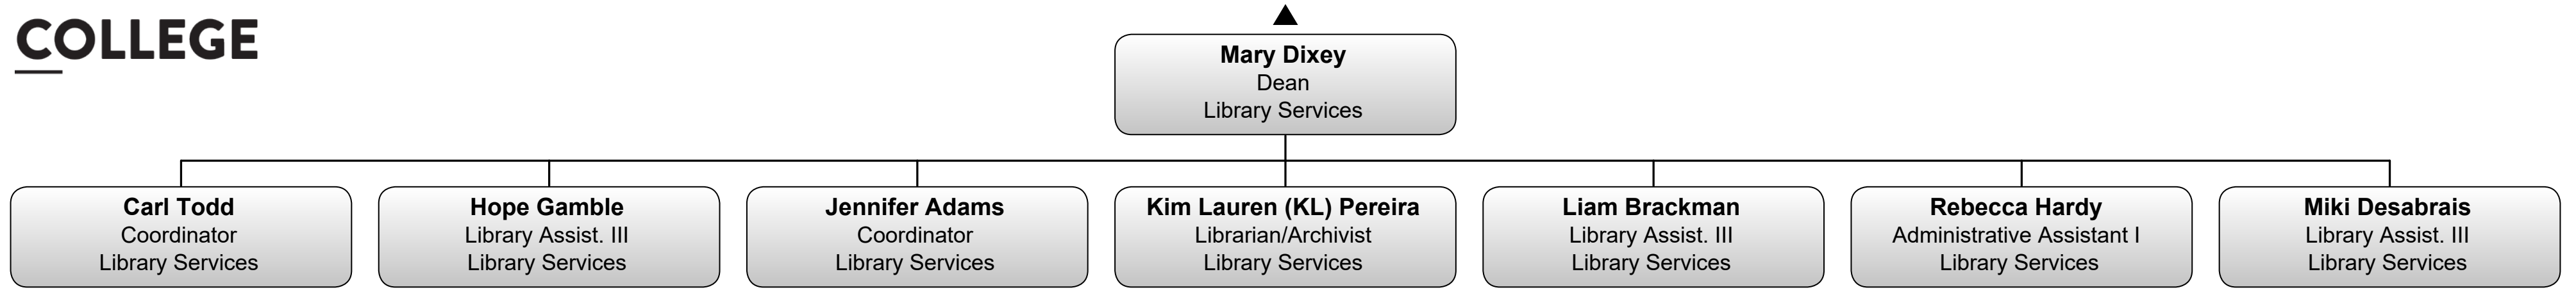 COLLEGE
Mary Dixey
Dean
Library Services
Carl Todd
Coordinator
Library Services
Hope Gamble
Library Assist. III
Library Services
Jennifer Adams
Coordinator
Library Services
Kim Lauren (KL) Pereira
Librarian/Archivist
Library Services
Liam Brackman
Library Assist. III
Library Services
Rebecca Hardy
Administrative Assistant I
Library Services
Miki Desabrais
Library Assist. III
Library Services